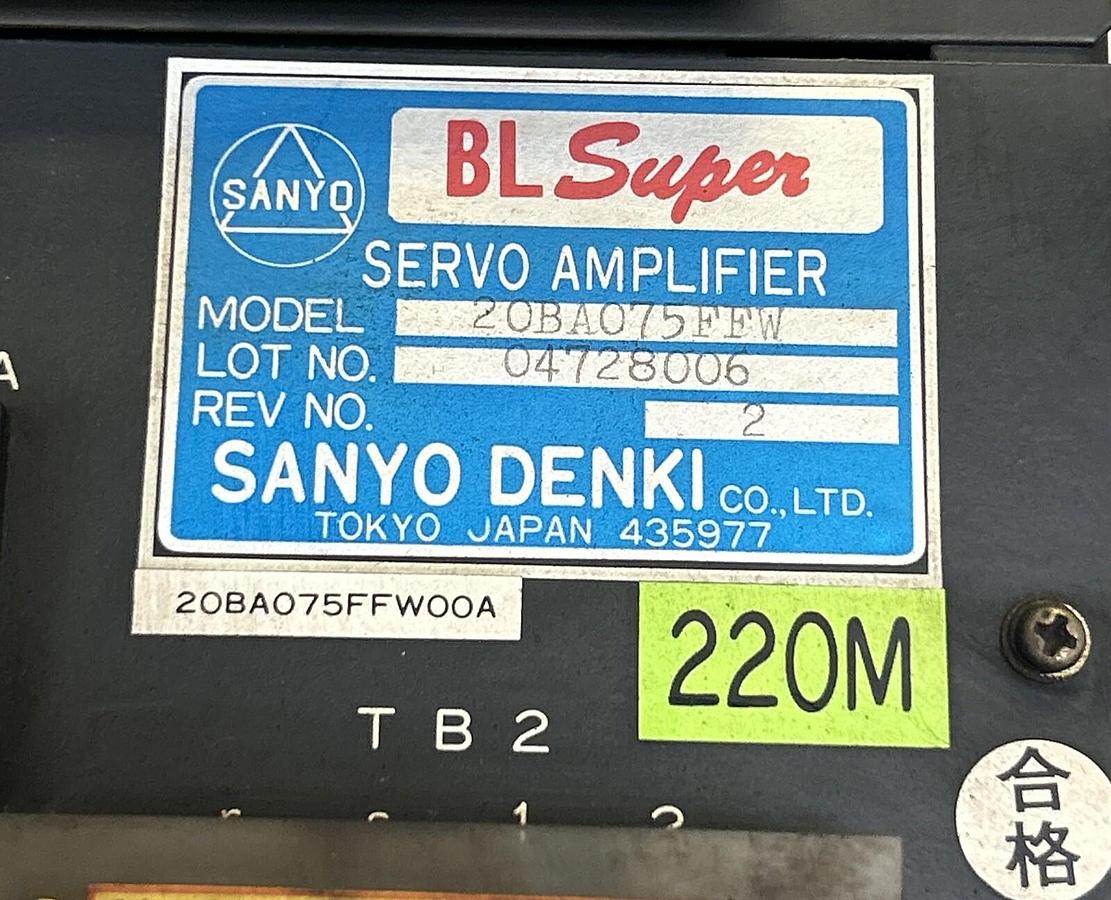 BL Super
SANYO
SERVO AMPLIFIER
MODEL 20BA075FFW
LOT NO. 04728006
REV NO. 2
SANYO DENKI CO., LTD.
TOKYO JAPAN 435977
20BA075FFW00A
220M
A
TB2
合格